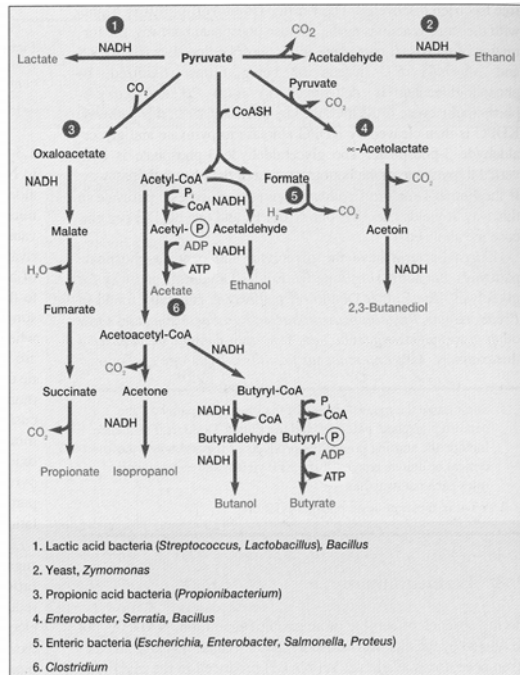 1
2
CO₂
NADH
NADH
Lactate
Pyruvate
Acetaldehyde
Ethanol
CO₂
Pyruvate
CoASH
CO₂
3
4
Oxaloacetate
∝-Acetolactate
NADH
Acetyl-CoA
Formate
CO₂
Pᵢ
CoA
NADH
5
H₂
CO₂
Malate
Acetyl-Ⓟ
Acetaldehyde
Acetoin
H₂O
ADP
NADH
NADH
ATP
Fumarate
Acetate
Ethanol
2,3-Butanediol
6
Acetoacetyl-CoA
CO₂
NADH
Succinate
Acetone
Butyryl-CoA
CO₂
NADH
NADH
CoA
Pᵢ
CoA
Butyraldehyde
Butyryl-Ⓟ
NADH
ADP
ATP
Propionate
Isopropanol
Butanol
Butyrate
1. Lactic acid bacteria (Streptococcus, Lactobacillus), Bacillus
2. Yeast, Zymomonas
3. Propionic acid bacteria (Propionibacterium)
4. Enterobacter, Serratia, Bacillus
5. Enteric bacteria (Escherichia, Enterobacter, Salmonella, Proteus)
6. Clostridium